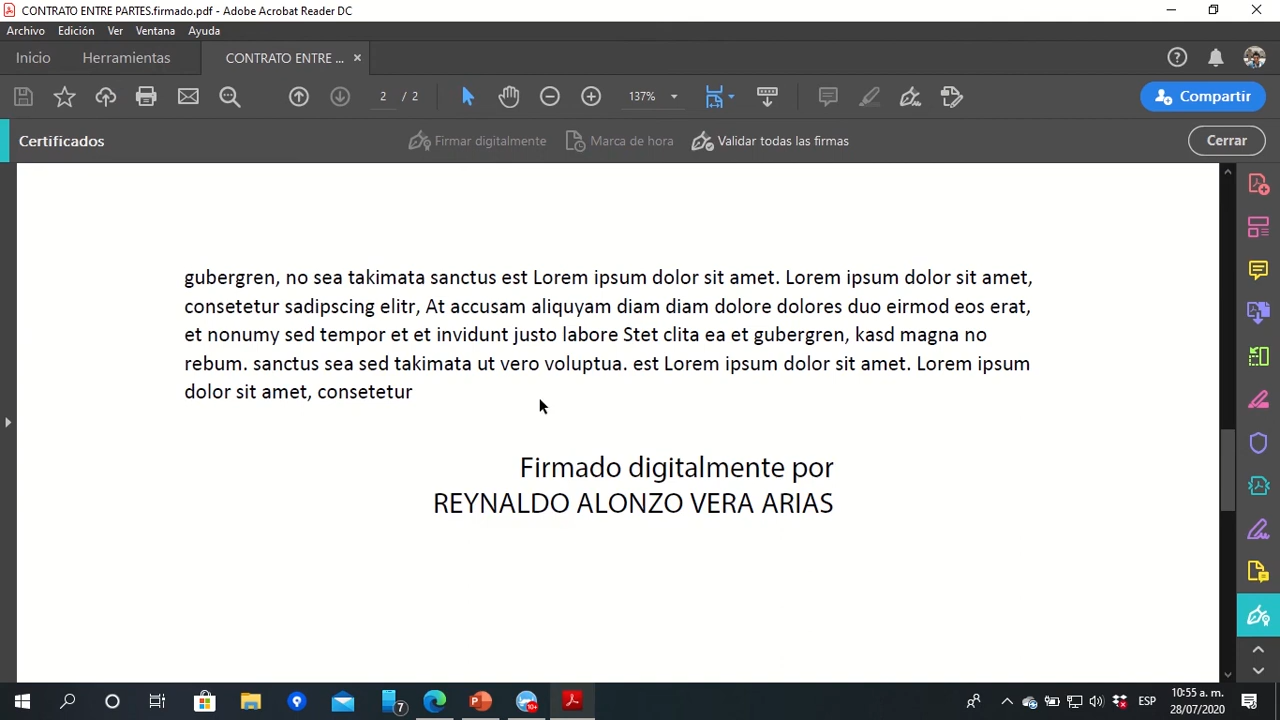 CONTRATO ENTRE PARTES.firmado.pdf - Adobe Acrobat Reader DC
Archivo Edición Ver Ventana Ayuda
Inicio Herramientas CONTRATO ENTRE ... ×
2 / 2 137% Compartir
Certificados Firmar digitalmente Marca de hora Validar todas las firmas Cerrar
gubergren, no sea takimata sanctus est Lorem ipsum dolor sit amet. Lorem ipsum dolor sit amet,
consetetur sadipscing elitr, At accusam aliquyam diam diam dolore dolores duo eirmod eos erat,
et nonumy sed tempor et et invidunt justo labore Stet clita ea et gubergren, kasd magna no
rebum. sanctus sea sed takimata ut vero voluptua. est Lorem ipsum dolor sit amet. Lorem ipsum
dolor sit amet, consetetur
Firmado digitalmente por
REYNALDO ALONZO VERA ARIAS
7 10+ ESP 10:55 a. m.
28/07/2020